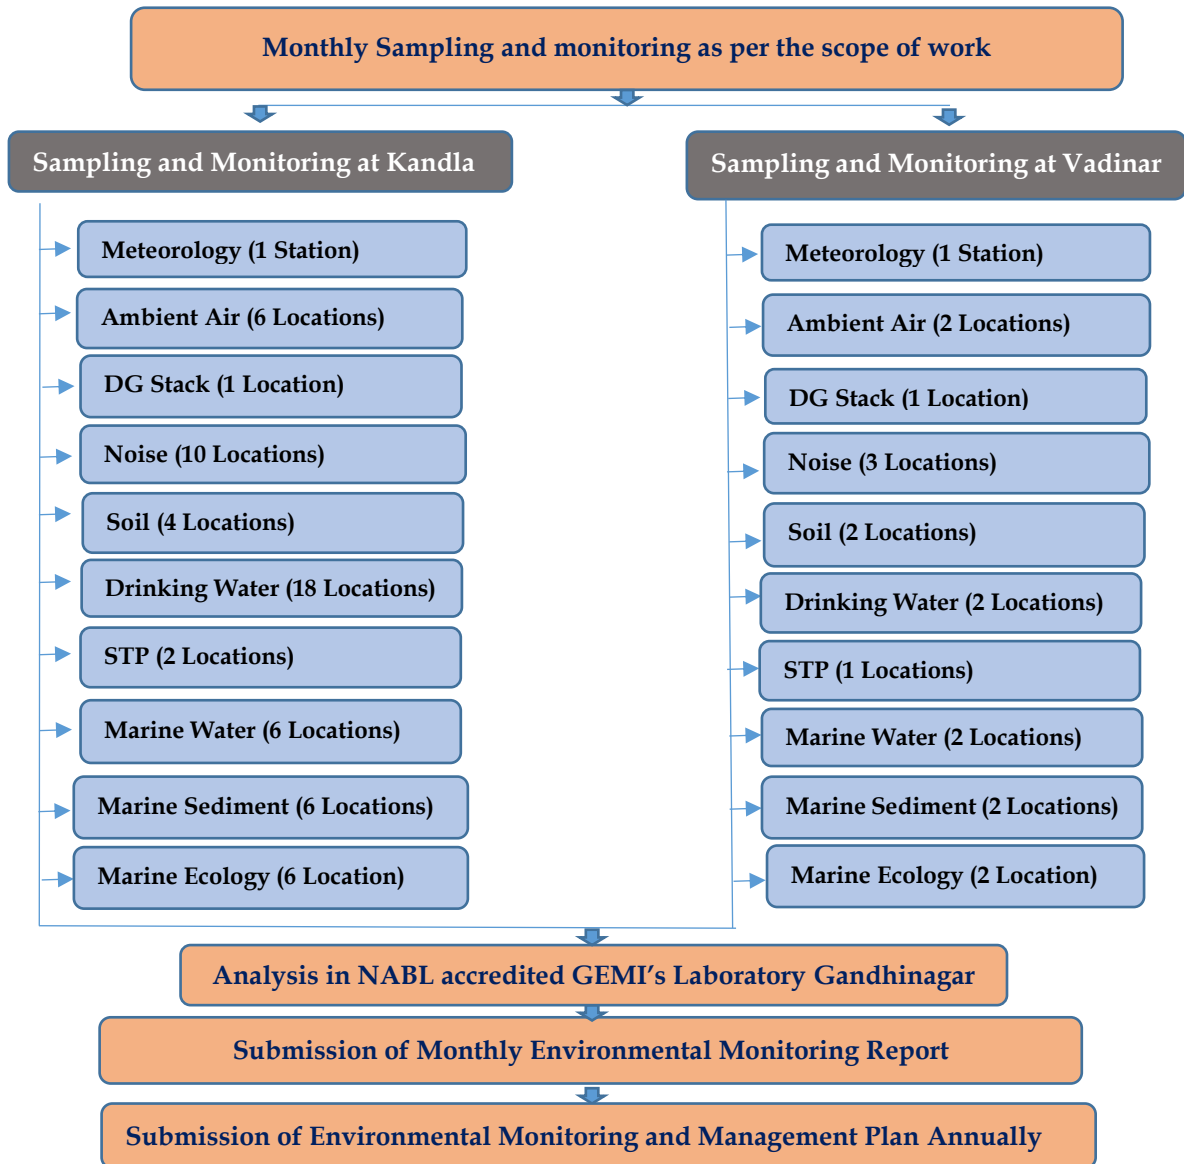 Monthly Sampling and monitoring as per the scope of work
Sampling and Monitoring at Kandla
Meteorology (1 Station)
Ambient Air (6 Locations)
DG Stack (1 Location)
Noise (10 Locations)
Soil (4 Locations)
Drinking Water (18 Locations)
STP (2 Locations)
Marine Water (6 Locations)
Marine Sediment (6 Locations)
Marine Ecology (6 Location)
Sampling and Monitoring at Vadinar
Meteorology (1 Station)
Ambient Air (2 Locations)
DG Stack (1 Location)
Noise (3 Locations)
Soil (2 Locations)
Drinking Water (2 Locations)
STP (1 Locations)
Marine Water (2 Locations)
Marine Sediment (2 Locations)
Marine Ecology (2 Location)
Analysis in NABL accredited GEMI’s Laboratory Gandhinagar
Submission of Monthly Environmental Monitoring Report
Submission of Environmental Monitoring and Management Plan Annually